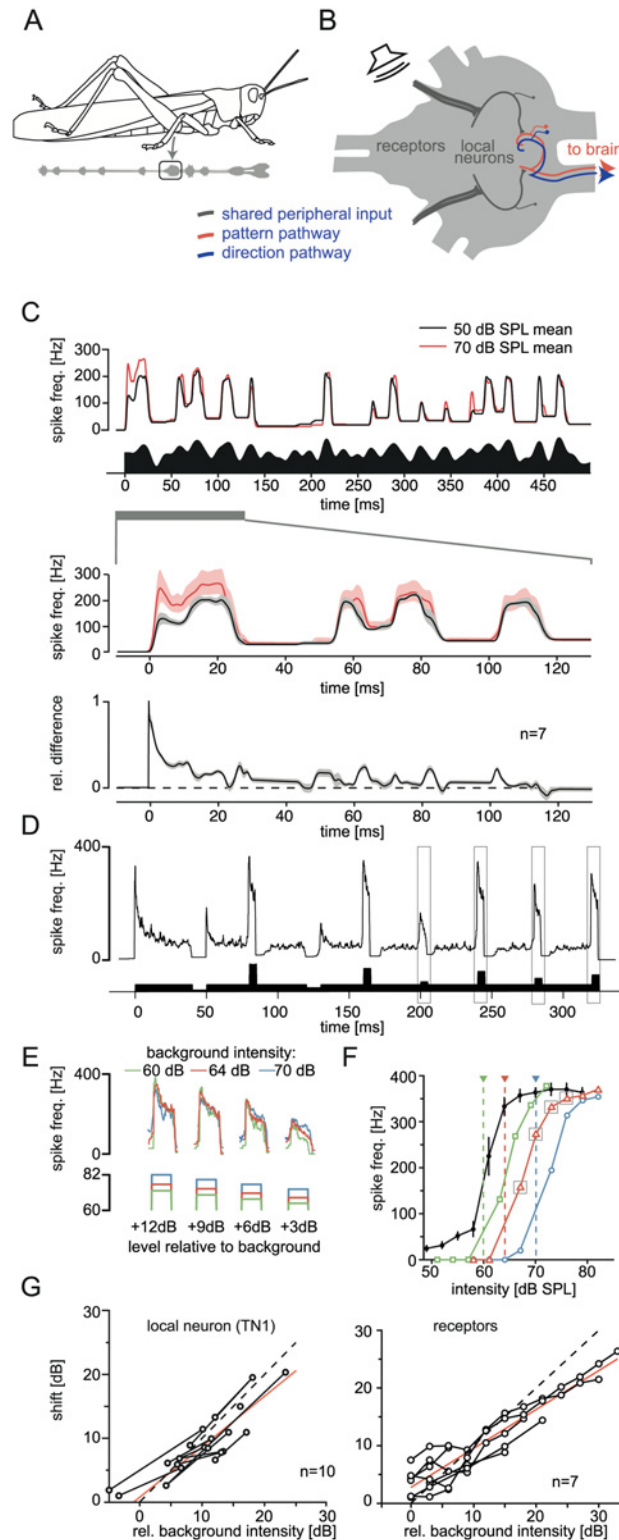 A
B
receptors
local
neurons
to brain
shared peripheral input
pattern pathway
direction pathway
C
50 dB SPL mean
70 dB SPL mean
spike freq. [Hz]
300
200
100
0
0 50 100 150 200 250 300 350 400 450
time [ms]
spike freq. [Hz]
300
200
100
0
0 20 40 60 80 100 120
time [ms]
rel. difference
1
0
n=7
0 20 40 60 80 100 120
time [ms]
D
spike freq. [Hz]
400
0
0 50 100 150 200 250 300
time [ms]
E
background intensity:
60 dB 64 dB 70 dB
spike freq. [Hz]
400
200
0
82
60
+12dB +9dB +6dB +3dB
level relative to background
F
spike freq. [Hz]
400
300
200
100
0
50 60 70 80
intensity [dB SPL]
G
shift [dB]
30
20
10
0
local neuron (TN1)
n=10
0 10 20 30
rel. background intensity [dB]
receptors
30
20
10
0
n=7
0 10 20 30
rel. background intensity [dB]